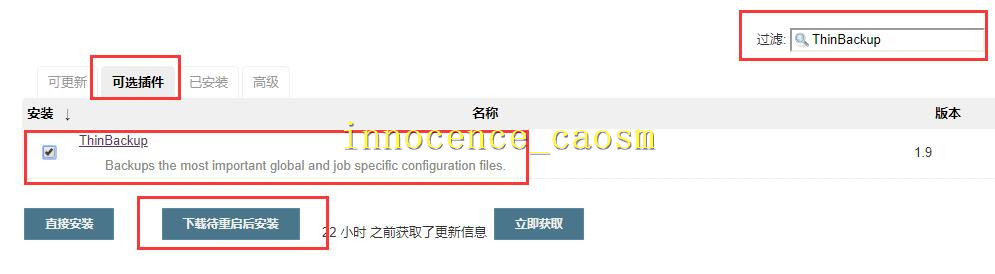 过滤: ThinBackup
可更新 可选插件 已安装 高级
安装 ↓ 名称 版本
ThinBackup
innocence_caosm
1.9
Backups the most important global and job specific configuration files.
直接安装 下载待重启后安装 22 小时 之前获取了更新信息 立即获取